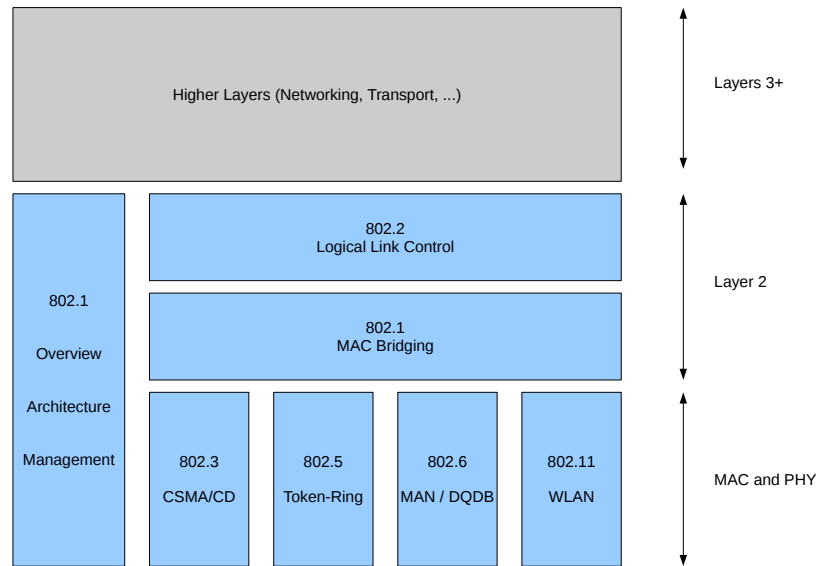 Higher Layers (Networking, Transport, ...)
Layers 3+
802.2
Logical Link Control
Layer 2
802.1
MAC Bridging
802.1
Overview
Architecture
Management
802.3
CSMA/CD
802.5
Token-Ring
802.6
MAN / DQDB
802.11
WLAN
MAC and PHY